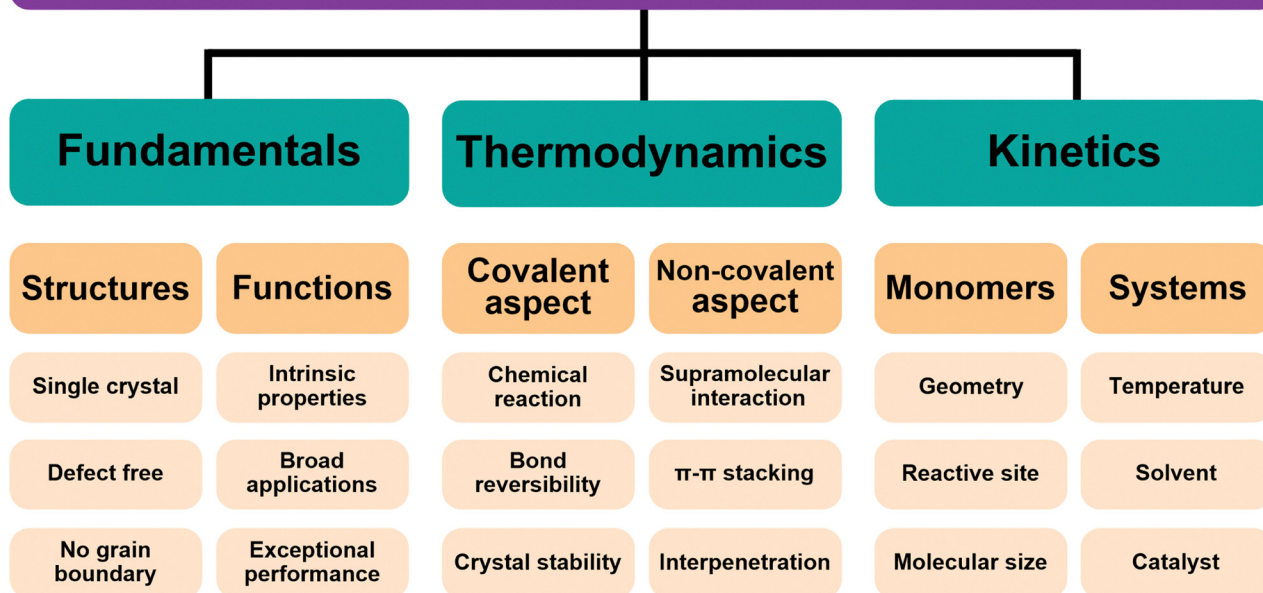 Fundamentals
Thermodynamics
Kinetics
Structures
Functions
Covalent
aspect
Non-covalent
aspect
Monomers
Systems
Single crystal
Intrinsic
properties
Chemical
reaction
Supramolecular
interaction
Geometry
Temperature
Defect free
Broad
applications
Bond
reversibility
π-π stacking
Reactive site
Solvent
No grain
boundary
Exceptional
performance
Crystal stability
Interpenetration
Molecular size
Catalyst